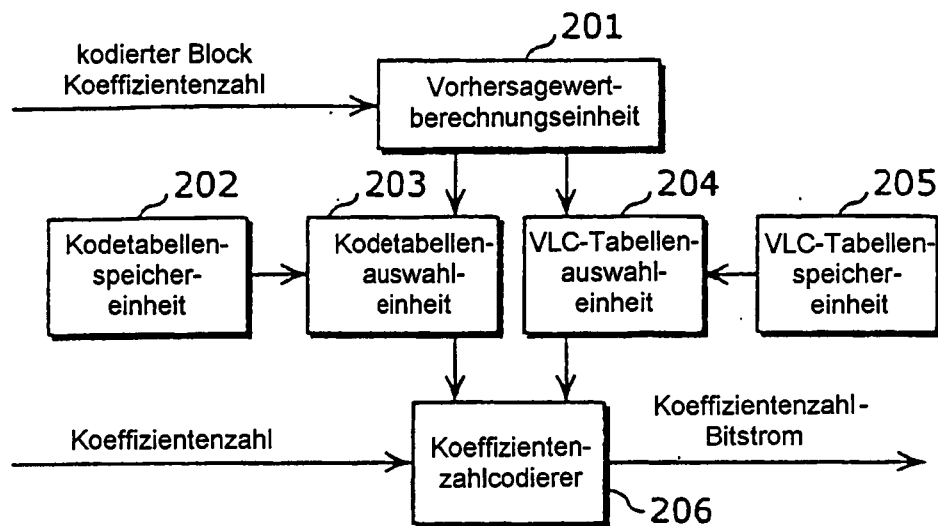 201
kodierter Block
Koeffizientenzahl
Vorhersagewert-
berechnungseinheit
202
203
204
205
Kodetabellen-
speicher-
einheit
Kodetabellen-
auswahl-
einheit
VLC-Tabellen-
auswahl-
einheit
VLC-Tabellen-
speicher-
einheit
Koeffizientenzahl
Koeffizienten-
zahlcodierer
Koeffizientenzahl-
Bitstrom
206